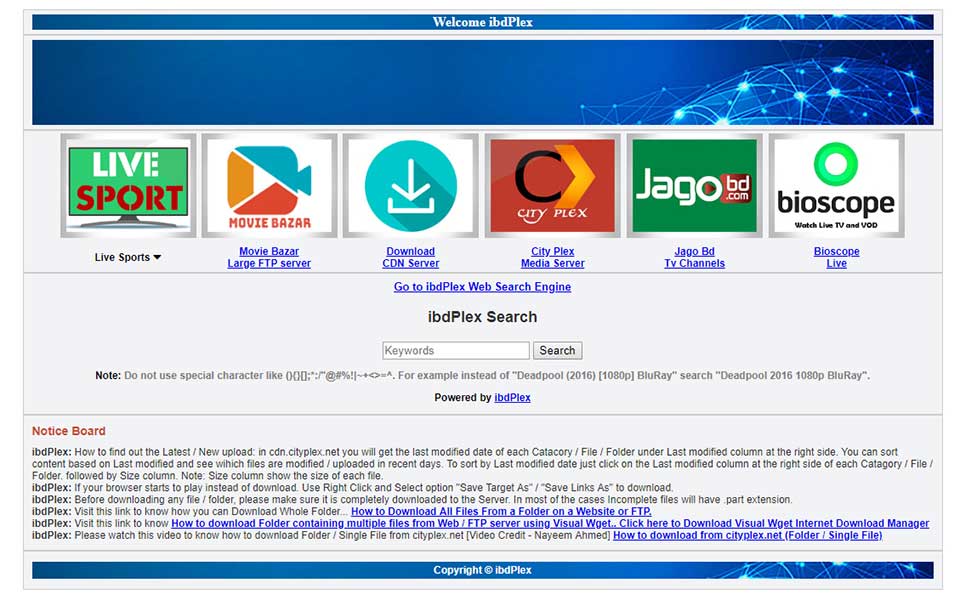 Welcome ibdPlex
LIVE
SPORT
MOVIE BAZAR
C
CITY PLEX
Jago bd
.com
bioscope
Watch Live TV and VOD
Live Sports
Movie Bazar
Large FTP server
Download
CDN Server
City Plex
Media Server
Jago Bd
Tv Channels
Bioscope
Live
Go to ibdPlex Web Search Engine
ibdPlex Search
Keywords
Search
Note: Do not use special character like (){}[];*:/"@#%!|~+<>=^. For example instead of "Deadpool (2016) [1080p] BluRay" search "Deadpool 2016 1080p BluRay".
Powered by ibdPlex
Notice Board
ibdPlex: How to find out the Latest / New upload: in cdn.cityplex.net you will get the last modified date of each Catacory / File / Folder under Last modified column at the right side. You can sort
content based on Last modified and see wihich files are modified / uploaded in recent days. To sort by Last modified date just click on the Last modified column at the right side of each Catagory / File /
Folder. followed by Size column. Note: Size column show the size of each file.
ibdPlex: If your browser starts to play instead of download. Use Right Click and Select option "Save Target As" / "Save Links As" to download.
ibdPlex: Before downloading any file / folder, please make sure it is completely downloaded to the Server. In most of the cases Incomplete files will have .part extension.
ibdPlex: Visit this link to know how you can Download Whole Folder... How to Download All Files From a Folder on a Website or FTP.
ibdPlex: Visit this link to know How to download Folder containing multiple files from Web / FTP server using Visual Wget.. Click here to Download Visual Wget Internet Download Manager
ibdPlex: Please watch this video to know how to download Folder / Single File from cityplex.net [Video Credit - Nayeem Ahmed] How to download from cityplex.net (Folder / Single File)
Copyright © ibdPlex